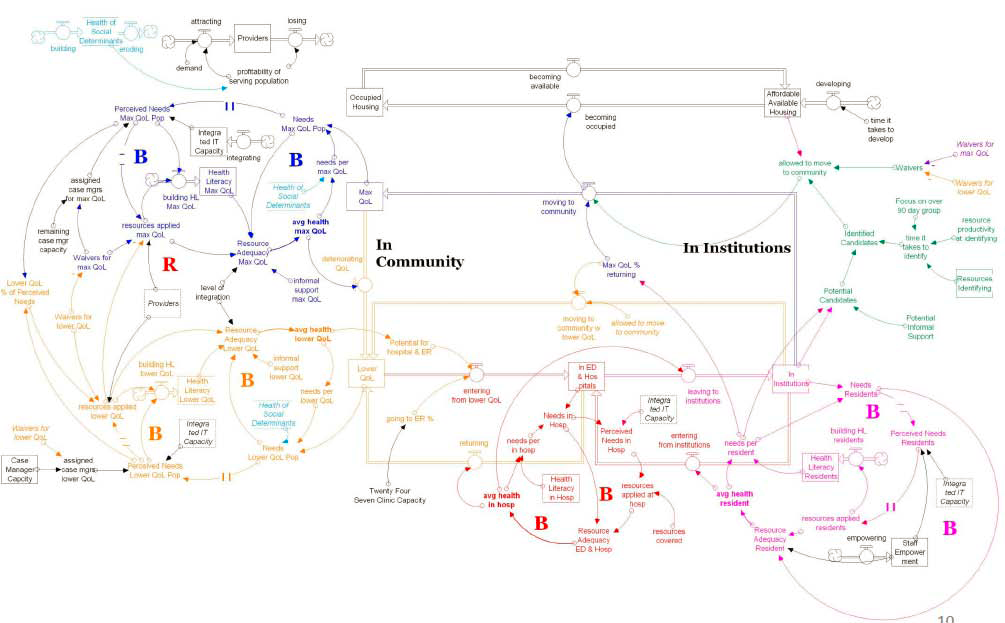 attracting
losing
Health of
Social
Determinants
building
eroding
Providers
demand
profitability of
serving population
becoming
available
Occupied
Housing
becoming
occupied
Affordable
Available
Housing
developing
time it
takes to
develop
Perceived Needs
Max QoL Pop
Needs
Max QoL Pop
Integra
ted IT
Capacity
integrating
B
B
needs per
max QoL
Health
Literacy
Max QoL
building HL
Max QoL
Health of
Social
Determinants
assigned
case mgrs
for max QoL
Max
QoL
moving to
community
allowed to move
to community
Waivers
Waivers for
max QoL
Waivers for
lower QoL
Focus on over
90 day group
resource
productivity
at identifying
Identified
Candidates
time it
takes to
identify
Resources
Identifying
Potential
Candidates
Potential
Informal
Support
remaining
case mgr
capacity
resources applied
max QoL
avg health
max QoL
Resource
Adequacy
Max QoL
In
Community
In Institutions
Waivers for
max QoL
R
deteriorating
QoL
Max QoL %
returning
Lower QoL
% of Perceived
Needs
level of
integration
informal
support
max QoL
Providers
Waivers for
lower QoL
moving to
community w
lower QoL
allowed to move
to community
Resource
Adequacy
Lower QoL
avg health
lower QoL
Potential for
hospital & ER
building HL
lower QoL
Health
Literacy
Lower QoL
B
informal
support
lower QoL
Lower
QoL
In ED
& Hos
pitals
In
Institutions
entering
from lower QoL
leaving to
institutions
Needs
Residents
B
resources applied
lower QoL
needs per
lower QoL
Health of
Social
Determinants
going to ER %
Integra
ted IT
Capacity
Needs in
Hosp
Integra
ted IT
Capacity
Perceived
Needs in
Hosp
entering
from institutions
building HL
residents
Perceived Needs
Residents
Waivers for
lower QoL
B
Needs
Lower QoL Pop
returning
needs per
in hosp
needs per
resident
Case
Manager
Capcity
assigned
case mgrs
lower QoL
Perceived Needs
Lower QoL Pop
Health
Literacy
Residents
Twenty Four
Seven Clinic Capacity
avg health
in hosp
Health
Literacy
in Hosp
B
resources
applied at
hosp
avg health
resident
Integra
ted IT
Capacity
B
Resource
Adequacy
ED & Hosp
resources
covered
resources applied
residents
B
Resource
Adequacy
Resident
empowering
Staff
Empower
ment